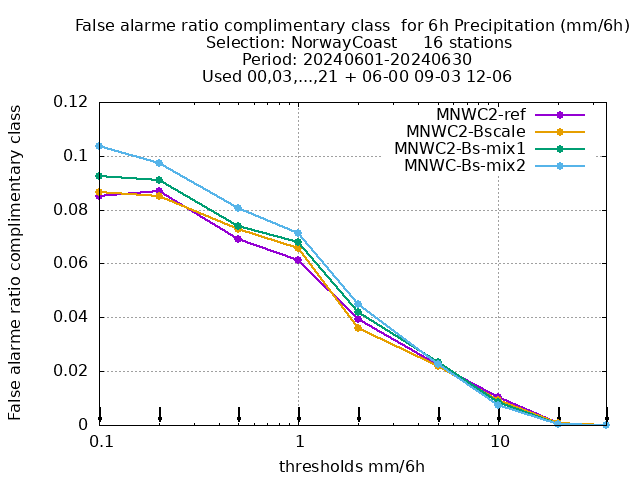 False alarme ratio complimentary class  for 6h Precipitation (mm/6h)
Selection: NorwayCoast     16 stations
Period: 20240601-20240630
Used 00,03,...,21 + 06-00 09-03 12-06
False alarme ratio complimentary class
0.12
0.1
0.08
0.06
0.04
0.02
0
MNWC2-ref
MNWC2-Bscale
MNWC2-Bs-mix1
MNWC-Bs-mix2
0.1 1 10
thresholds mm/6h